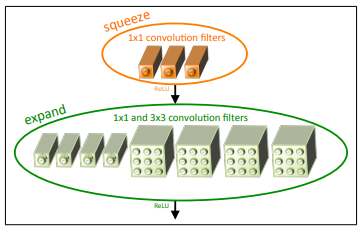 squeeze
1x1 convolution filters
ReLU
expand
1x1 and 3x3 convolution filters
ReLU